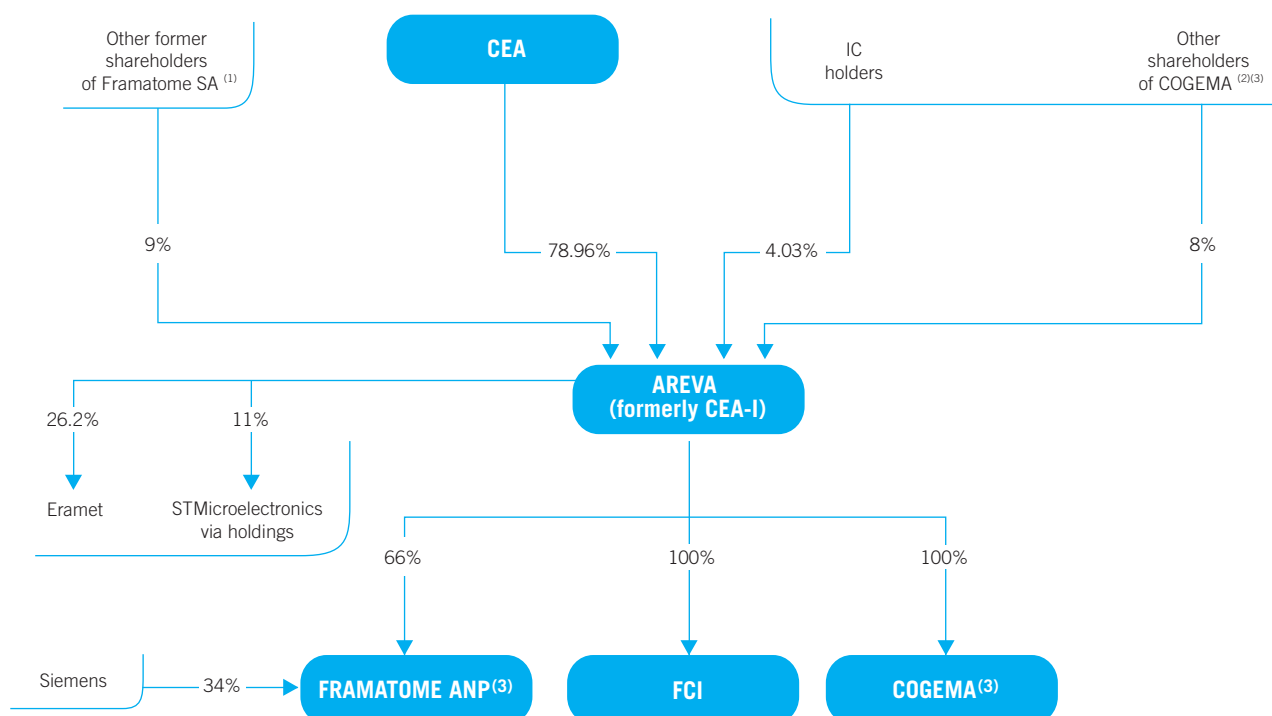 Other former
shareholders
of Framatome SA (1)
CEA
IC
holders
Other
shareholders
of COGEMA (2)(3)
9%
78.96%
4.03%
8%
AREVA
(formerly CEA-I)
26.2%
11%
Eramet
STMicroelectronics
via holdings
66%
100%
100%
Siemens
34%
FRAMATOME ANP(3)
FCI
COGEMA(3)